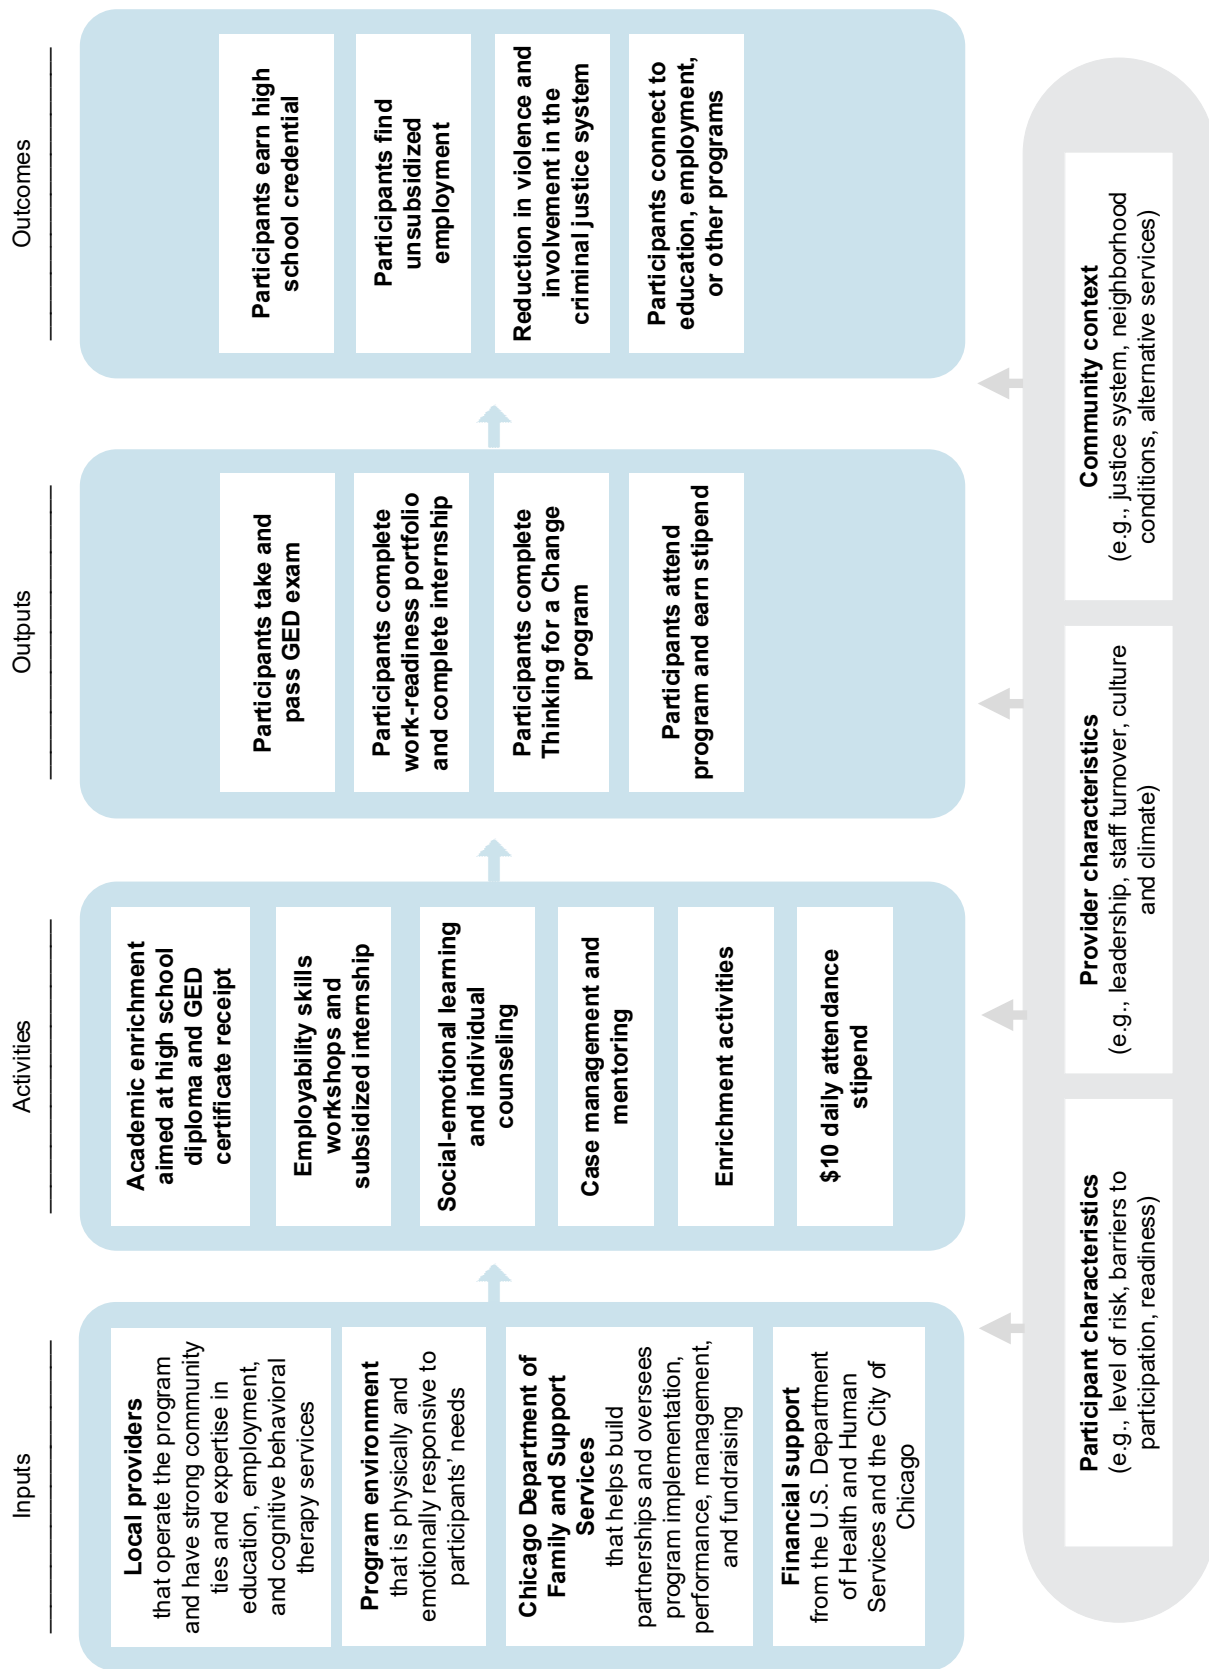 Inputs
Local providers
that operate the program
and have strong community
ties and expertise in
education, employment,
and cognitive behavioral
therapy services
Program environment
that is physically and
emotionally responsive to
participants’ needs
Chicago Department of
Family and Support
Services
that helps build
partnerships and oversees
program implementation,
performance, management,
and fundraising
Financial support
from the U.S. Department
of Health and Human
Services and the City of
Chicago
Activities
Academic enrichment
aimed at high school
diploma and GED
certificate receipt
Employability skills
workshops and
subsidized internship
Social-emotional learning
and individual
counseling
Case management and
mentoring
Enrichment activities
$10 daily attendance
stipend
Outputs
Participants take and
pass GED exam
Participants complete
work-readiness portfolio
and complete internship
Participants complete
Thinking for a Change
program
Participants attend
program and earn stipend
Outcomes
Participants earn high
school credential
Participants find
unsubsidized
employment
Reduction in violence and
involvement in the
criminal justice system
Participants connect to
education, employment,
or other programs
Participant characteristics
(e.g., level of risk, barriers to
participation, readiness)
Provider characteristics
(e.g., leadership, staff turnover, culture
and climate)
Community context
(e.g., justice system, neighborhood
conditions, alternative services)